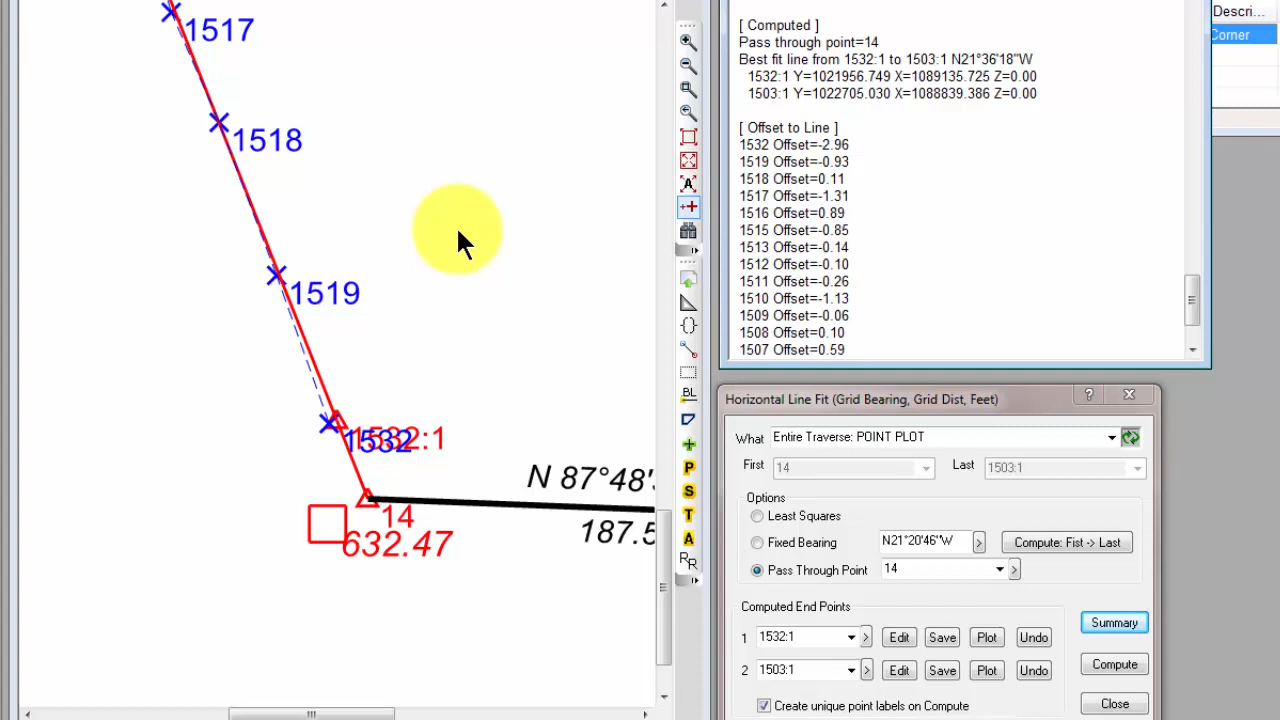 1517
1518
1519
1532:1
1532
14
632.47
N 87°48'
187.5
A
BL
P
S
T
A
R
R
[ Computed ]
Pass through point=14
Best fit line from 1532:1 to 1503:1 N21°36'18"W
1532:1 Y=1021956.749 X=1089135.725 Z=0.00
1503:1 Y=1022705.030 X=1088839.386 Z=0.00
[ Offset to Line ]
1532 Offset=-2.96
1519 Offset=-0.93
1518 Offset=0.11
1517 Offset=-1.31
1516 Offset=0.89
1515 Offset=-0.85
1513 Offset=-0.14
1512 Offset=-0.10
1511 Offset=-0.26
1510 Offset=-1.13
1509 Offset=-0.06
1508 Offset=0.10
1507 Offset=0.59
Descri...
Corner
Horizontal Line Fit (Grid Bearing, Grid Dist, Feet)
What Entire Traverse: POINT PLOT
First 14 Last 1503:1
Options
Least Squares
Fixed Bearing N21°20'46"W > Compute: Fist -> Last
Pass Through Point 14 >
Computed End Points
1 1532:1 > Edit Save Plot Undo
2 1503:1 > Edit Save Plot Undo
Summary
Compute
Close
Create unique point labels on Compute